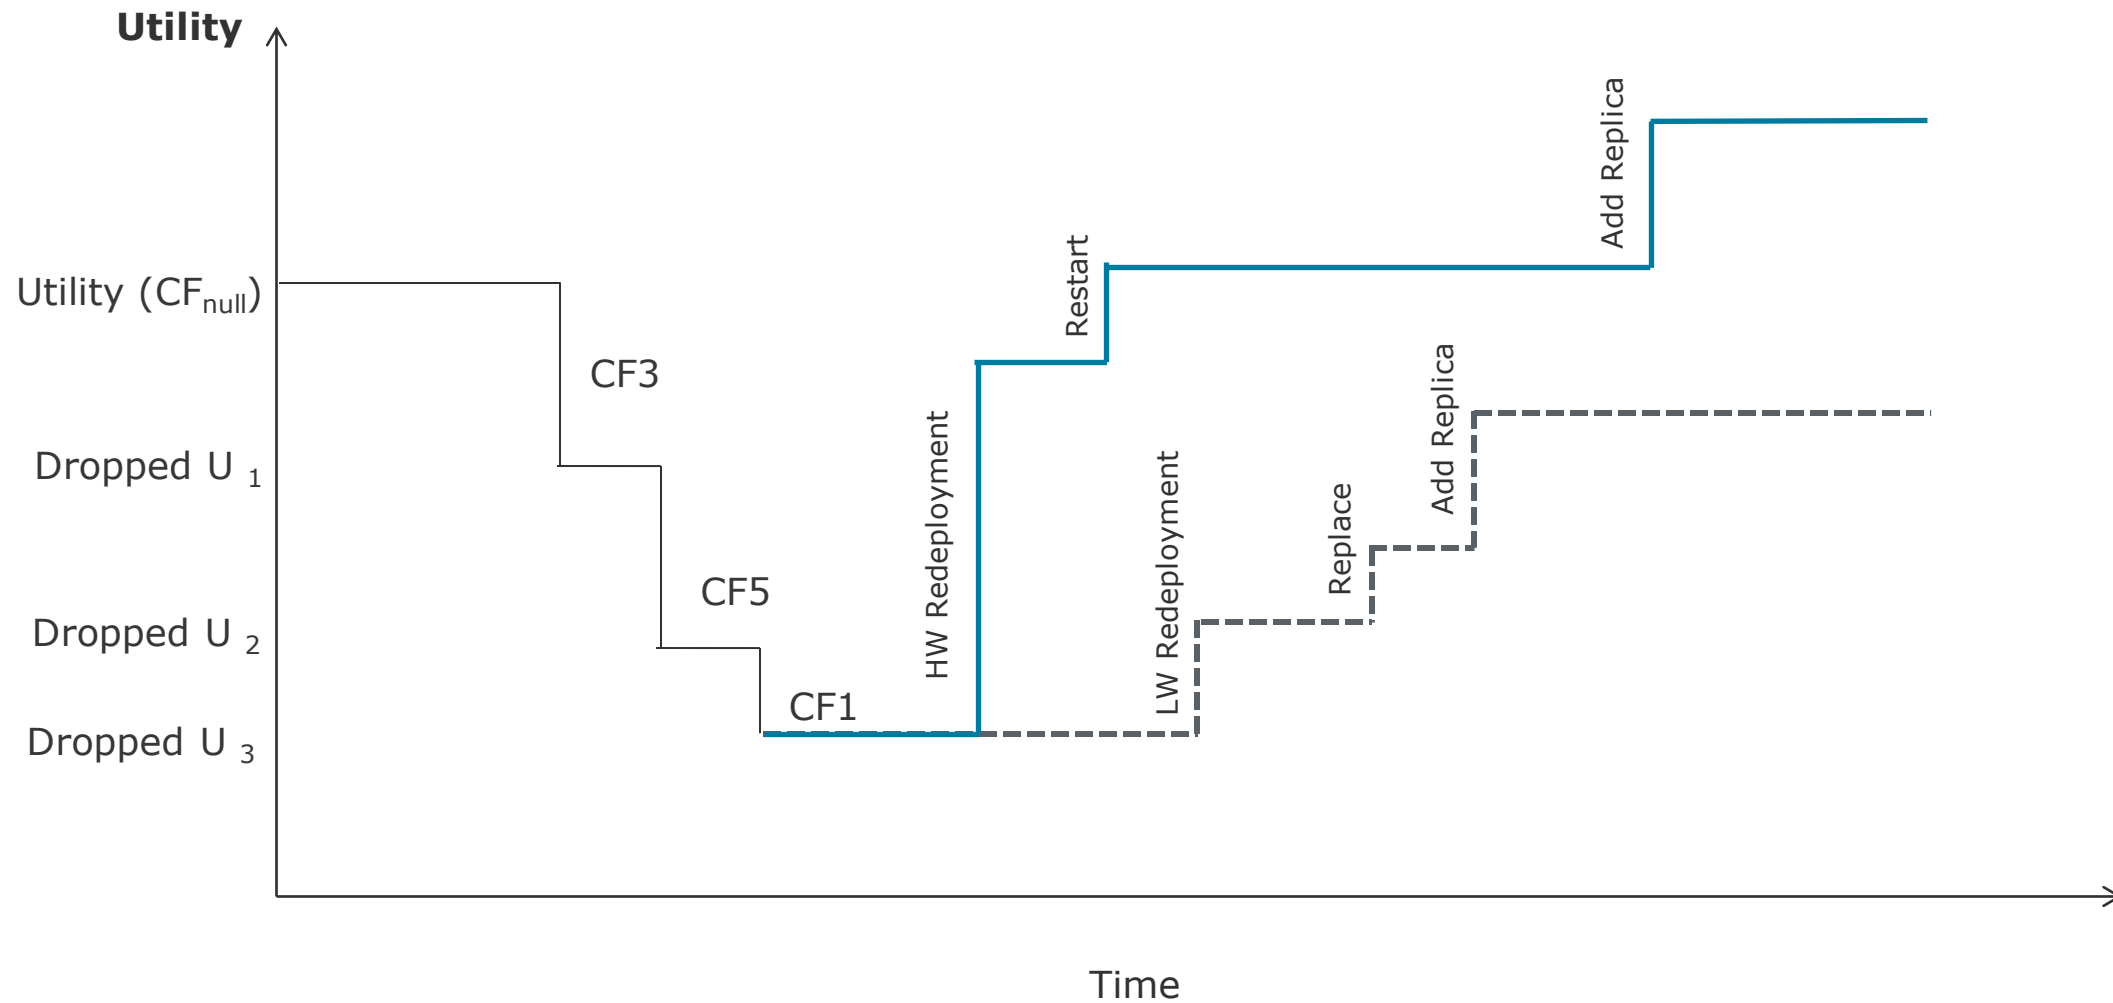 Utility
Utility (CFnull)
Dropped U 1
Dropped U 2
Dropped U 3
CF3
CF5
CF1
HW Redeployment
Restart
Add Replica
LW Redeployment
Replace
Add Replica
Time